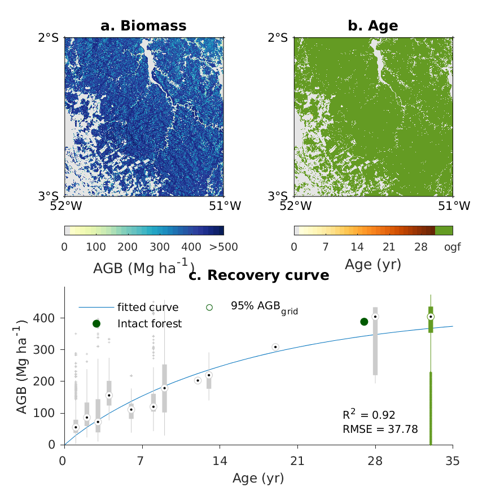 a. Biomass
b. Age
2°S
3°S
52°W 51°W
2°S
3°S
52°W 51°W
0 100 200 300 400 >500
AGB (Mg ha⁻¹)
0 7 14 21 28 ogf
Age (yr)
c. Recovery curve
fitted curve
Intact forest
95% AGB_grid
AGB (Mg ha⁻¹)
400
300
200
100
0
R² = 0.92
RMSE = 37.78
0 7 14 21 28 35
Age (yr)